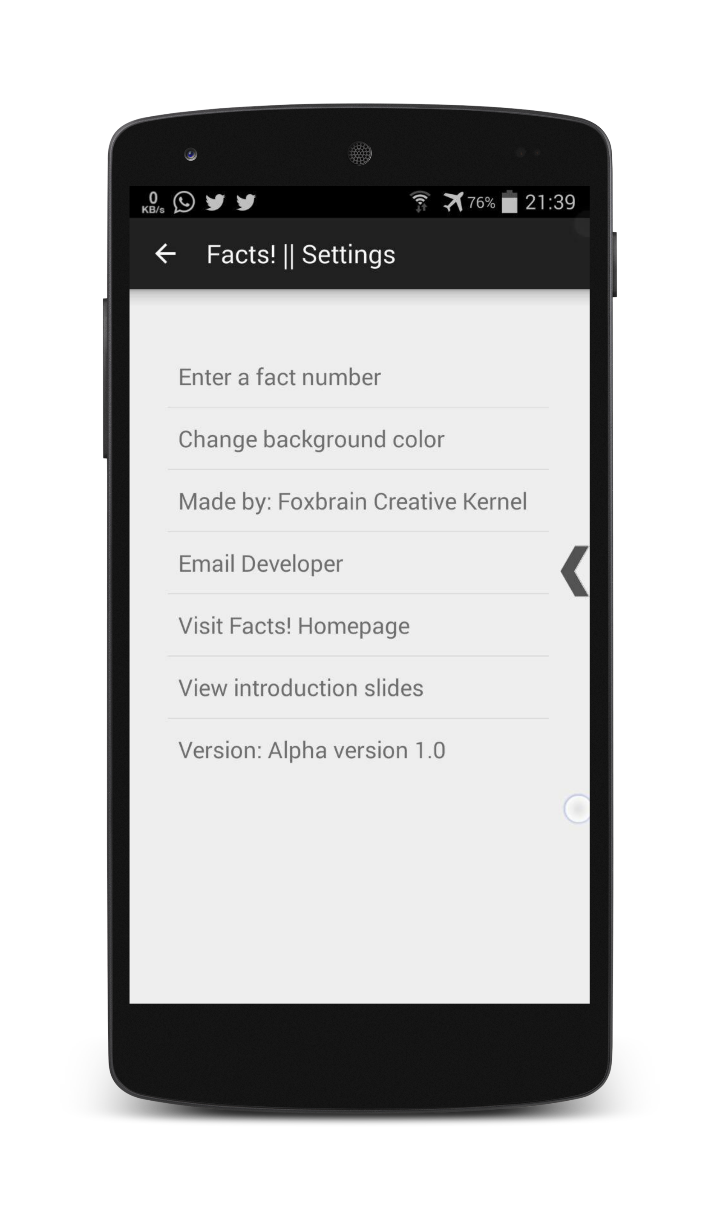 0
KB/s
76% 21:39
Facts! || Settings
Enter a fact number
Change background color
Made by: Foxbrain Creative Kernel
Email Developer
Visit Facts! Homepage
View introduction slides
Version: Alpha version 1.0